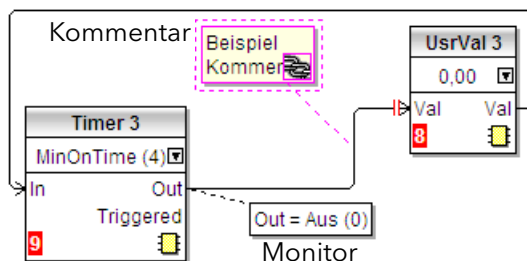 Kommentar
Beispiel
Kommen
UsrVal 3
0,00
Val Val
8
Timer 3
MinOnTime (4)
In Out
Triggered
9
Out = Aus (0)
Monitor